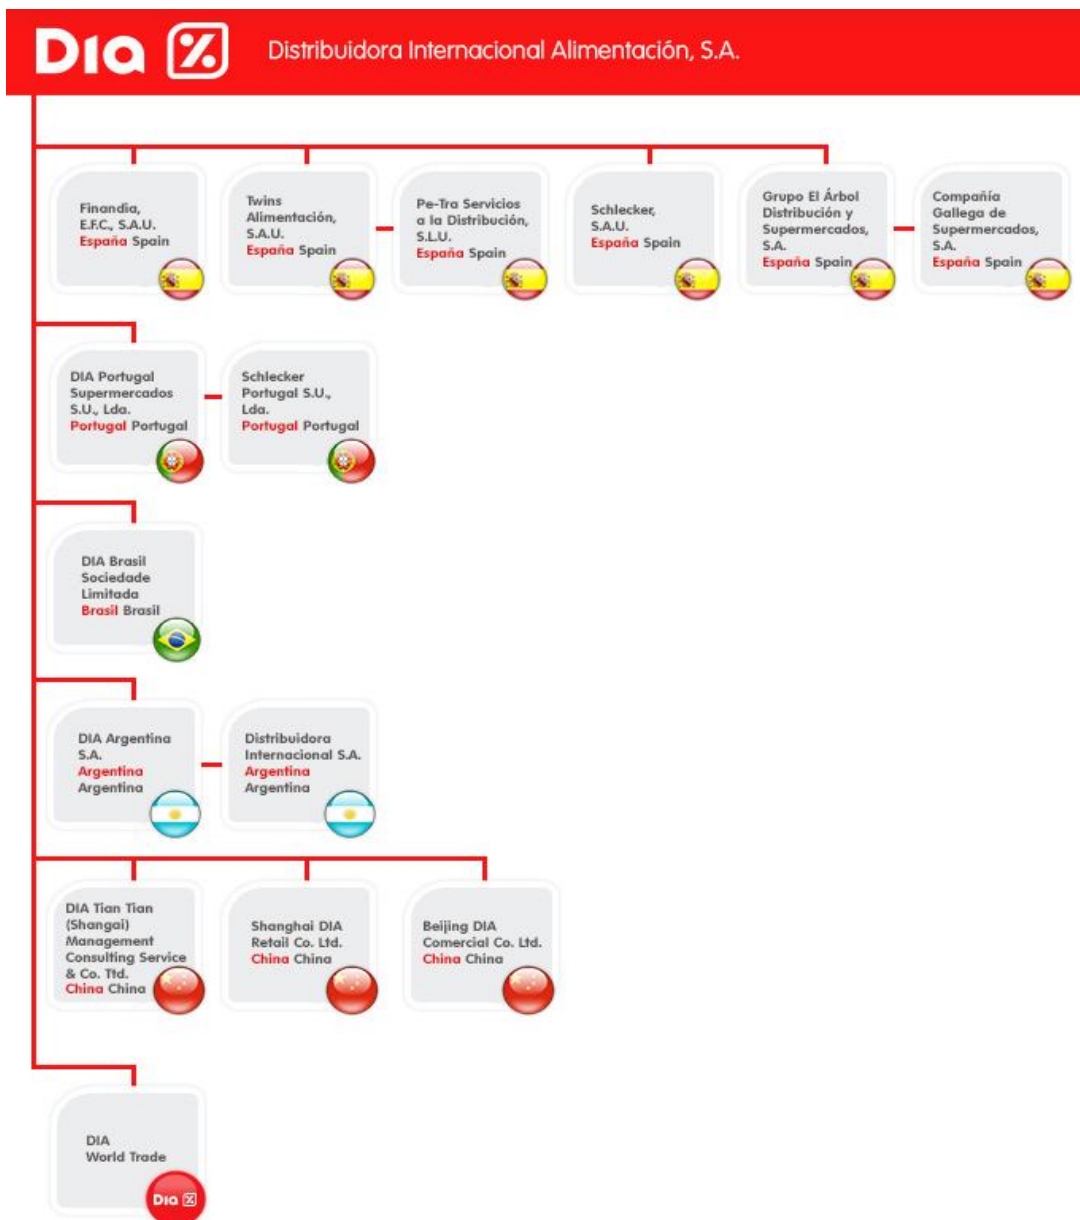 Dia %
Distribuidora Internacional Alimentación, S.A.
Finandia,
E.F.C., S.A.U.
España Spain
Twins
Alimentación,
S.A.U.
España Spain
Pe-Tra Servicios
a la Distribución,
S.L.U.
España Spain
Schlecker,
S.A.U.
España Spain
Grupo El Árbol
Distribución y
Supermercados,
S.A.
España Spain
Compañía
Gallega de
Supermercados,
S.A.
España Spain
DIA Portugal
Supermercados
S.U., Lda.
Portugal Portugal
Schlecker
Portugal S.U.,
Lda.
Portugal Portugal
DIA Brasil
Sociedade
Limitada
Brasil Brasil
DIA Argentina
S.A.
Argentina
Argentina
Distribuidora
Internacional S.A.
Argentina
Argentina
DIA Tian Tian
(Shangai)
Management
Consulting Service
& Co. Ttd.
China China
Shanghai DIA
Retail Co. Ltd.
China China
Beijing DIA
Comercial Co. Ltd.
China China
DIA
World Trade
Dia %